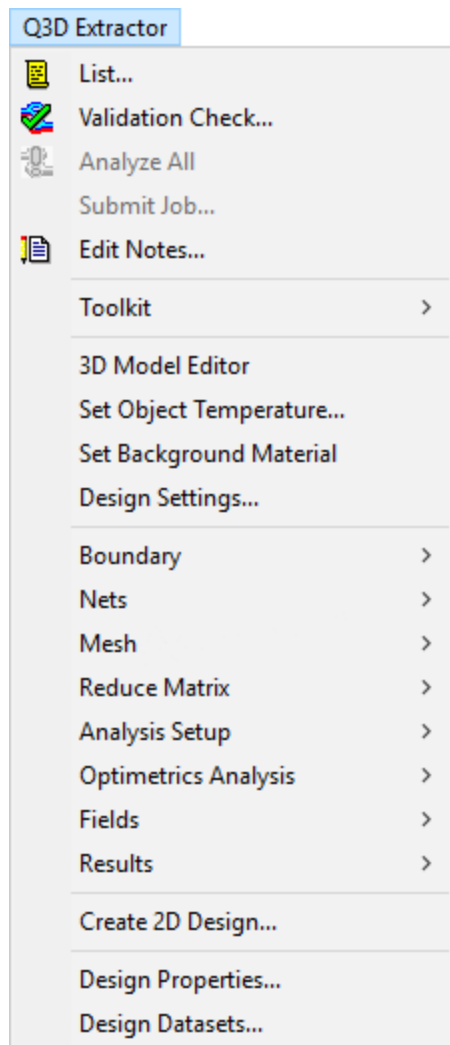 Q3D Extractor
List...
Validation Check...
Analyze All
Submit Job...
Edit Notes...
Toolkit
3D Model Editor
Set Object Temperature...
Set Background Material
Design Settings...
Boundary
Nets
Mesh
Reduce Matrix
Analysis Setup
Optimetrics Analysis
Fields
Results
Create 2D Design...
Design Properties...
Design Datasets...